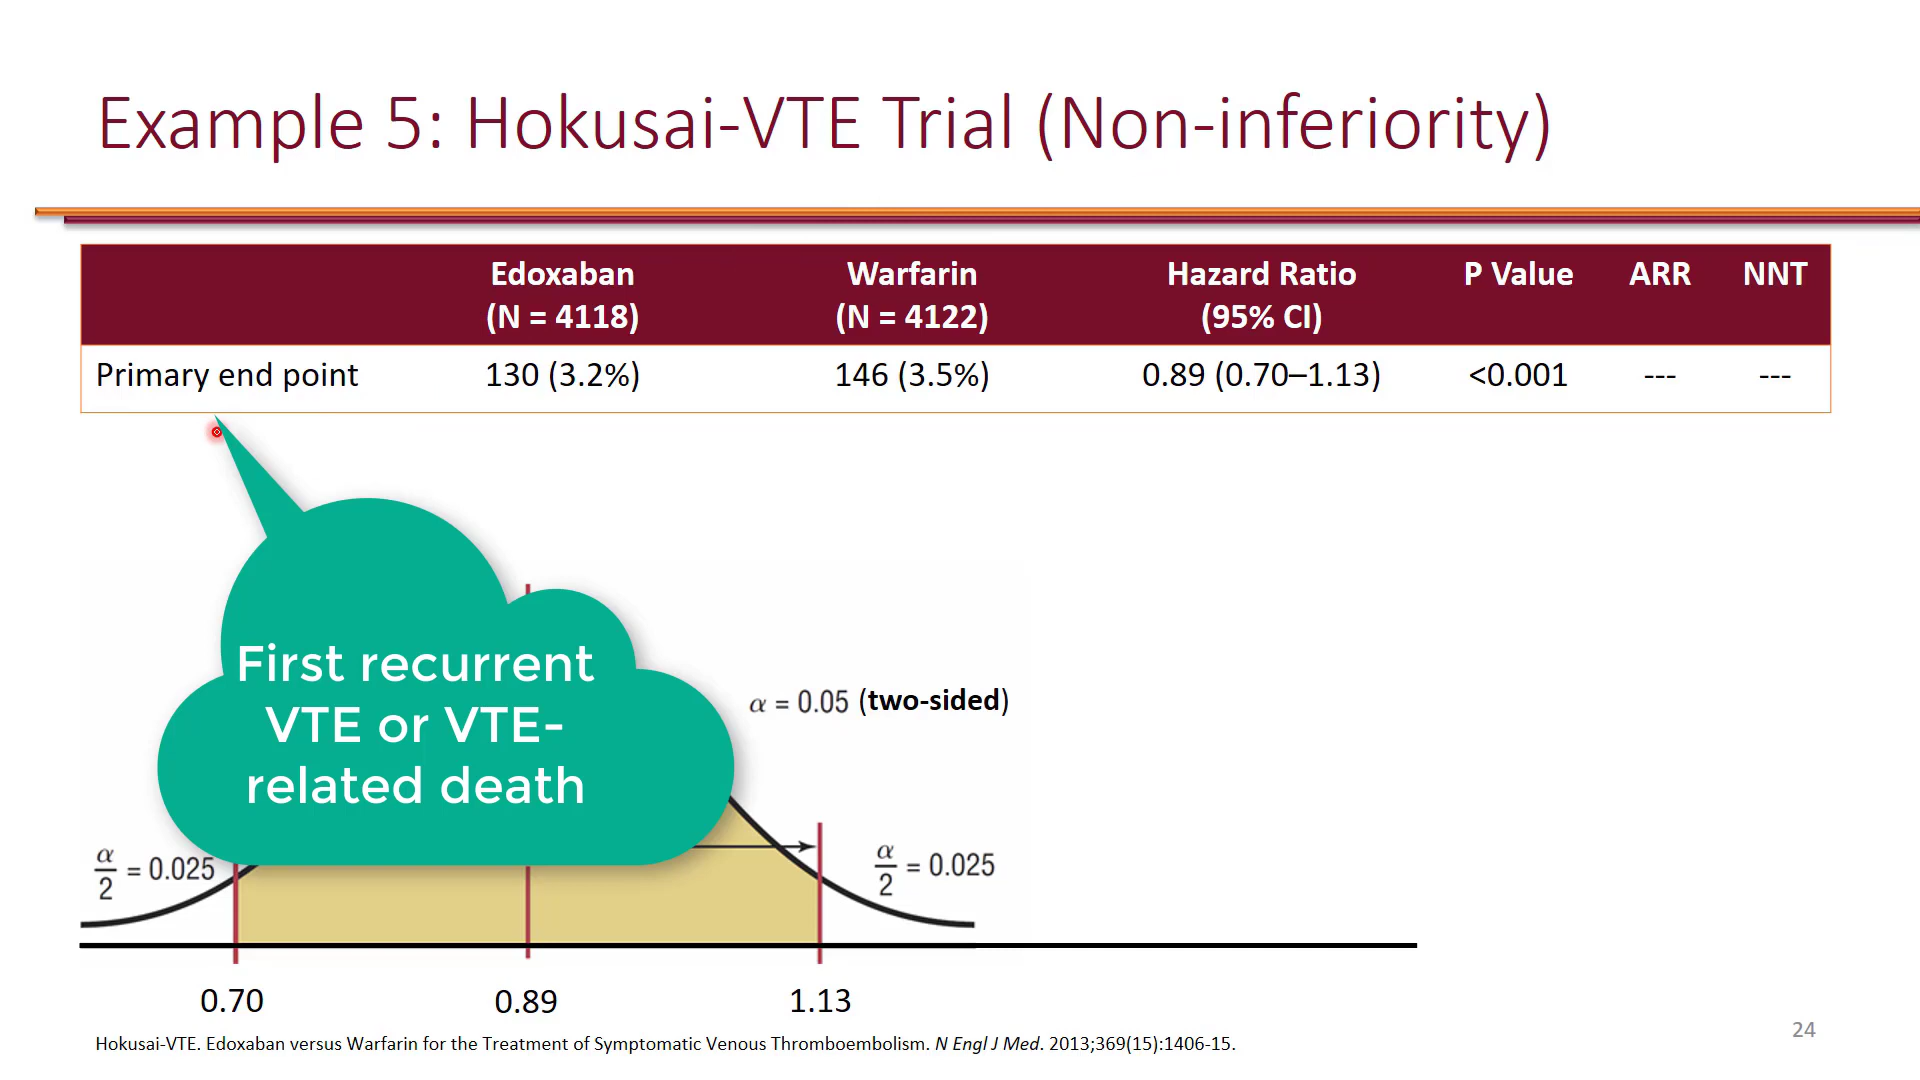 Example 5: Hokusai-VTE Trial (Non-inferiority)
Edoxaban Warfarin Hazard Ratio P Value ARR NNT
(N = 4118) (N = 4122) (95% CI)
Primary end point 130 (3.2%) 146 (3.5%) 0.89 (0.70–1.13) <0.001 --- ---
First recurrent
VTE or VTE-
related death
α = 0.05 (two-sided)
α/2 = 0.025
α/2 = 0.025
0.70 0.89 1.13
Hokusai-VTE. Edoxaban versus Warfarin for the Treatment of Symptomatic Venous Thromboembolism. N Engl J Med. 2013;369(15):1406-15.
24